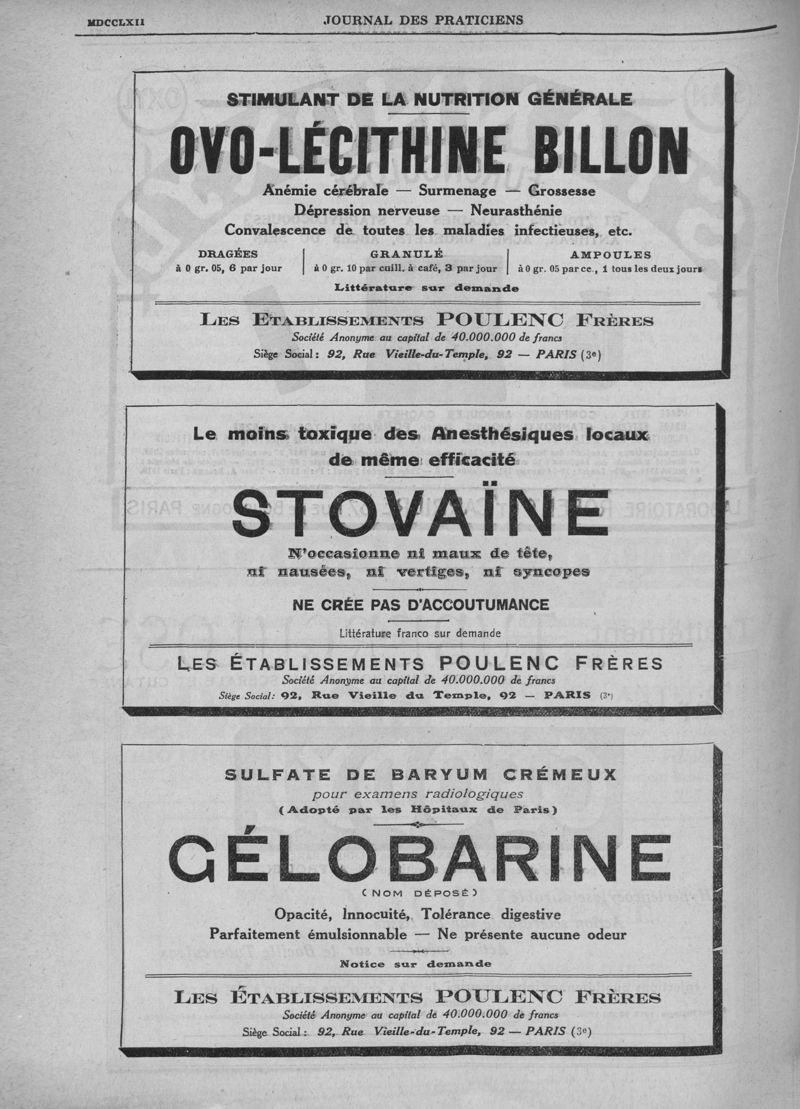 MDCCLXII
JOURNAL DES PRATICIENS
STIMULANT DE LA NUTRITION GÉNÉRALE
OVO-LÉCITHINE BILLON
Anémie cérébrale — Surmenage — Grossesse
Dépression nerveuse — Neurasthénie
Convalescence de toutes les maladies infectieuses, etc.
DRAGÉES
à 0 gr. 05, 6 par jour
GRANULÉ
à 0 gr. 10 par cuill. à café, 3 par jour
AMPOULES
à 0 gr. 05 par cc., 1 tous les deux jours
Littérature sur demande
LES ETABLISSEMENTS POULENC FRÈRES
Société Anonyme au capital de 40.000.000 de francs
Siège Social : 92, Rue Vieille-du-Temple, 92 — PARIS (3e)
Le moins toxique des Anesthésiques locaux
de même efficacité
STOVAÏNE
N'occasionne ni maux de tête,
ni nausées, ni vertiges, ni syncopes
NE CRÉE PAS D'ACCOUTUMANCE
Littérature franco sur demande
LES ÉTABLISSEMENTS POULENC FRÈRES
Société Anonyme au capital de 40.000.000 de francs
Siège Social : 92, Rue Vieille du Temple, 92 — PARIS (3e)
SULFATE DE BARYUM CRÉMEUX
pour examens radiologiques
(Adopté par les Hôpitaux de Paris)
GÉLOBARINE
(NOM DÉPOSÉ)
Opacité, Innocuité, Tolérance digestive
Parfaitement émulsionnable — Ne présente aucune odeur
Notice sur demande
LES ÉTABLISSEMENTS POULENC FRÈRES
Société Anonyme au capital de 40.000.000 de francs
Siège Social : 92, Rue Vieille-du-Temple, 92 — PARIS (3e)